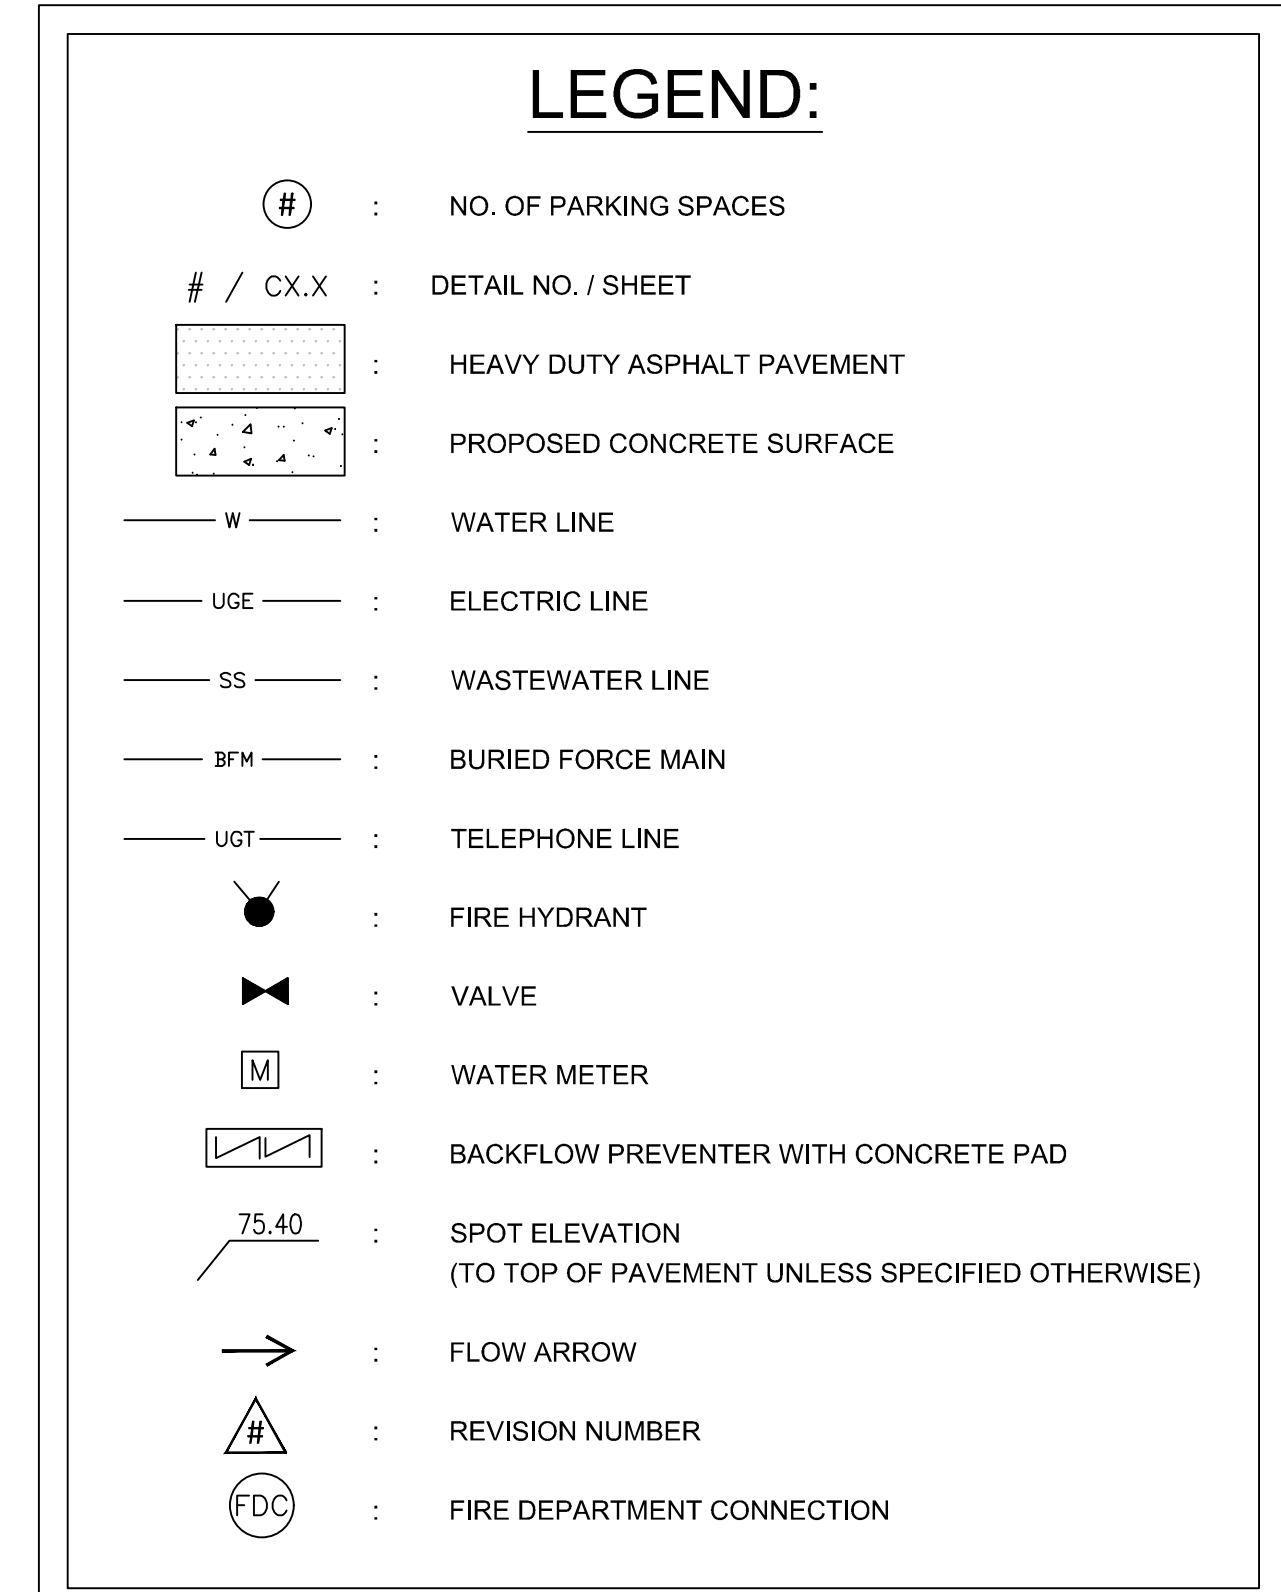 LEGEND:
# : NO. OF PARKING SPACES
# / CX.X : DETAIL NO. / SHEET
: HEAVY DUTY ASPHALT PAVEMENT
: PROPOSED CONCRETE SURFACE
W : WATER LINE
UGE : ELECTRIC LINE
SS : WASTEWATER LINE
BFM : BURIED FORCE MAIN
UGT : TELEPHONE LINE
: FIRE HYDRANT
: VALVE
M : WATER METER
: BACKFLOW PREVENTER WITH CONCRETE PAD
75.40 : SPOT ELEVATION
(TO TOP OF PAVEMENT UNLESS SPECIFIED OTHERWISE)
: FLOW ARROW
# : REVISION NUMBER
FDC : FIRE DEPARTMENT CONNECTION